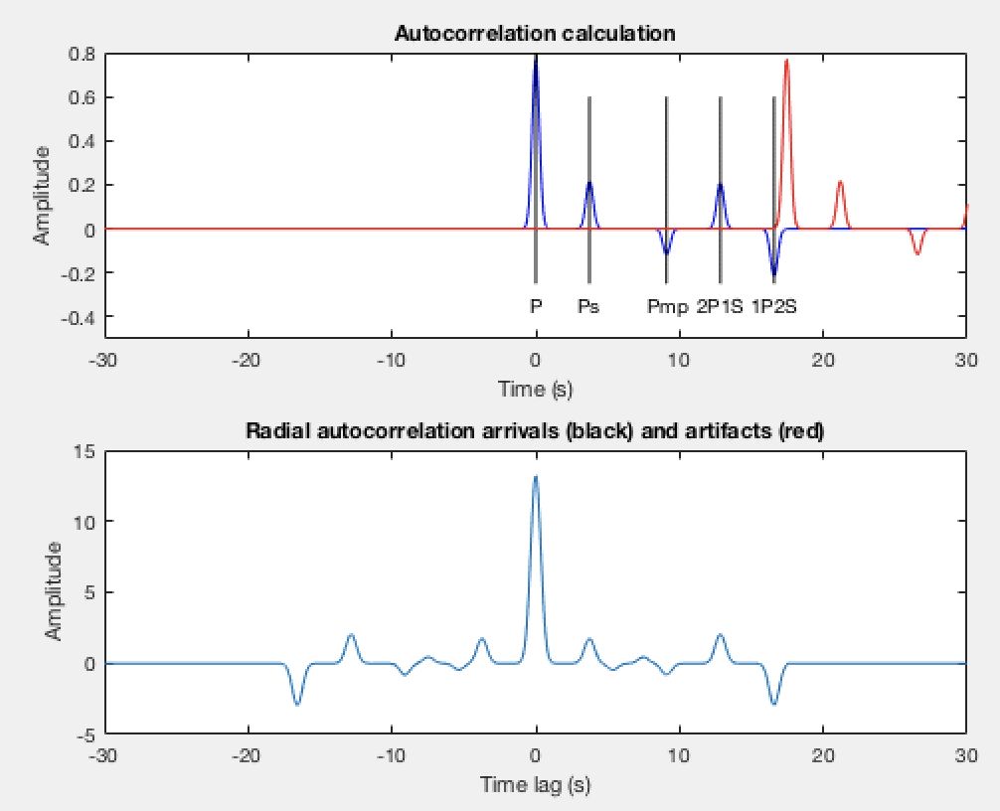 Autocorrelation calculation
0.8
0.6
0.4
0.2
0
-0.2
-0.4
Amplitude
P Ps Pmp 2P1S 1P2S
-30 -20 -10 0 10 20 30
Time (s)
Radial autocorrelation arrivals (black) and artifacts (red)
15
10
5
0
-5
Amplitude
-30 -20 -10 0 10 20 30
Time lag (s)